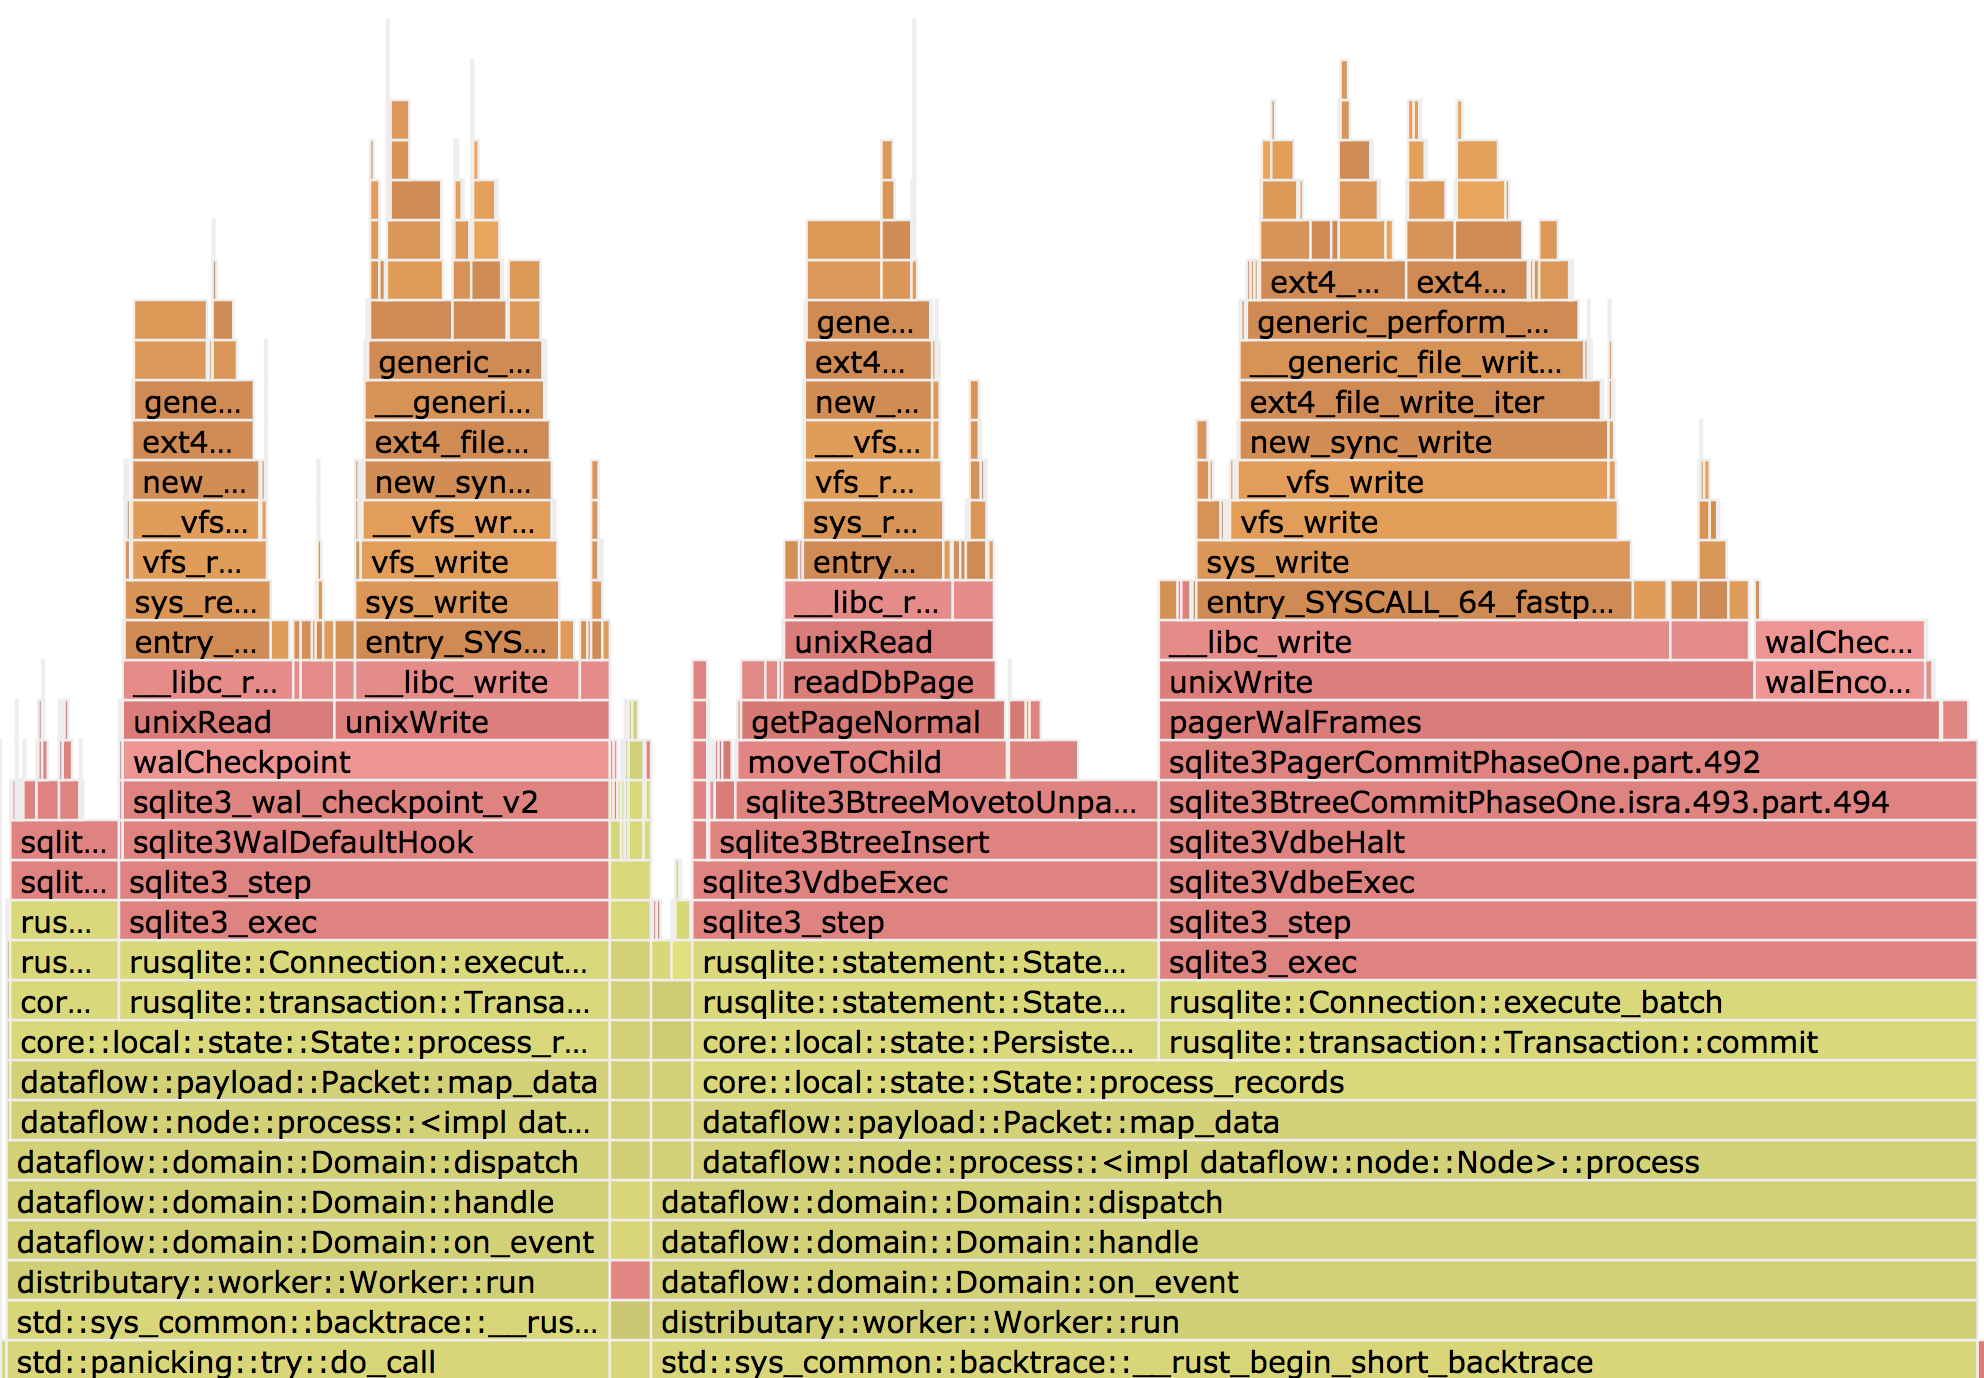 ext4_... ext4...
gene... generic_perform_...
generic_... ext4... __generic_file_writ...
gene... __generi... new_... ext4_file_write_iter
ext4... ext4_file... __vfs... new_sync_write
new_... new_syn... vfs_r... __vfs_write
__vfs... __vfs_wr... sys_r... vfs_write
vfs_r... vfs_write entry... sys_write
sys_re... sys_write __libc_r... entry_SYSCALL_64_fastp...
entry_... entry_SYS... unixRead __libc_write walChec...
__libc_r... __libc_write readDbPage unixWrite walEnco...
unixRead unixWrite getPageNormal pagerWalFrames
walCheckpoint moveToChild sqlite3PagerCommitPhaseOne.part.492
sqlite3_wal_checkpoint_v2 sqlite3BtreeMovetoUnpa... sqlite3BtreeCommitPhaseOne.isra.493.part.494
sqlit... sqlite3WalDefaultHook sqlite3BtreeInsert sqlite3VdbeHalt
sqlit... sqlite3_step sqlite3VdbeExec sqlite3VdbeExec
rus... sqlite3_exec sqlite3_step sqlite3_step
rus... rusqlite::Connection::execut... rusqlite::statement::State... sqlite3_exec
cor... rusqlite::transaction::Transa... rusqlite::statement::State... rusqlite::Connection::execute_batch
core::local::state::State::process_r... core::local::state::Persiste... rusqlite::transaction::Transaction::commit
dataflow::payload::Packet::map_data core::local::state::State::process_records
dataflow::node::process::<impl dat... dataflow::payload::Packet::map_data
dataflow::domain::Domain::dispatch dataflow::node::process::<impl dataflow::node::Node>::process
dataflow::domain::Domain::handle dataflow::domain::Domain::dispatch
dataflow::domain::Domain::on_event dataflow::domain::Domain::handle
distributary::worker::Worker::run dataflow::domain::Domain::on_event
std::sys_common::backtrace::__rus... distributary::worker::Worker::run
std::panicking::try::do_call std::sys_common::backtrace::__rust_begin_short_backtrace